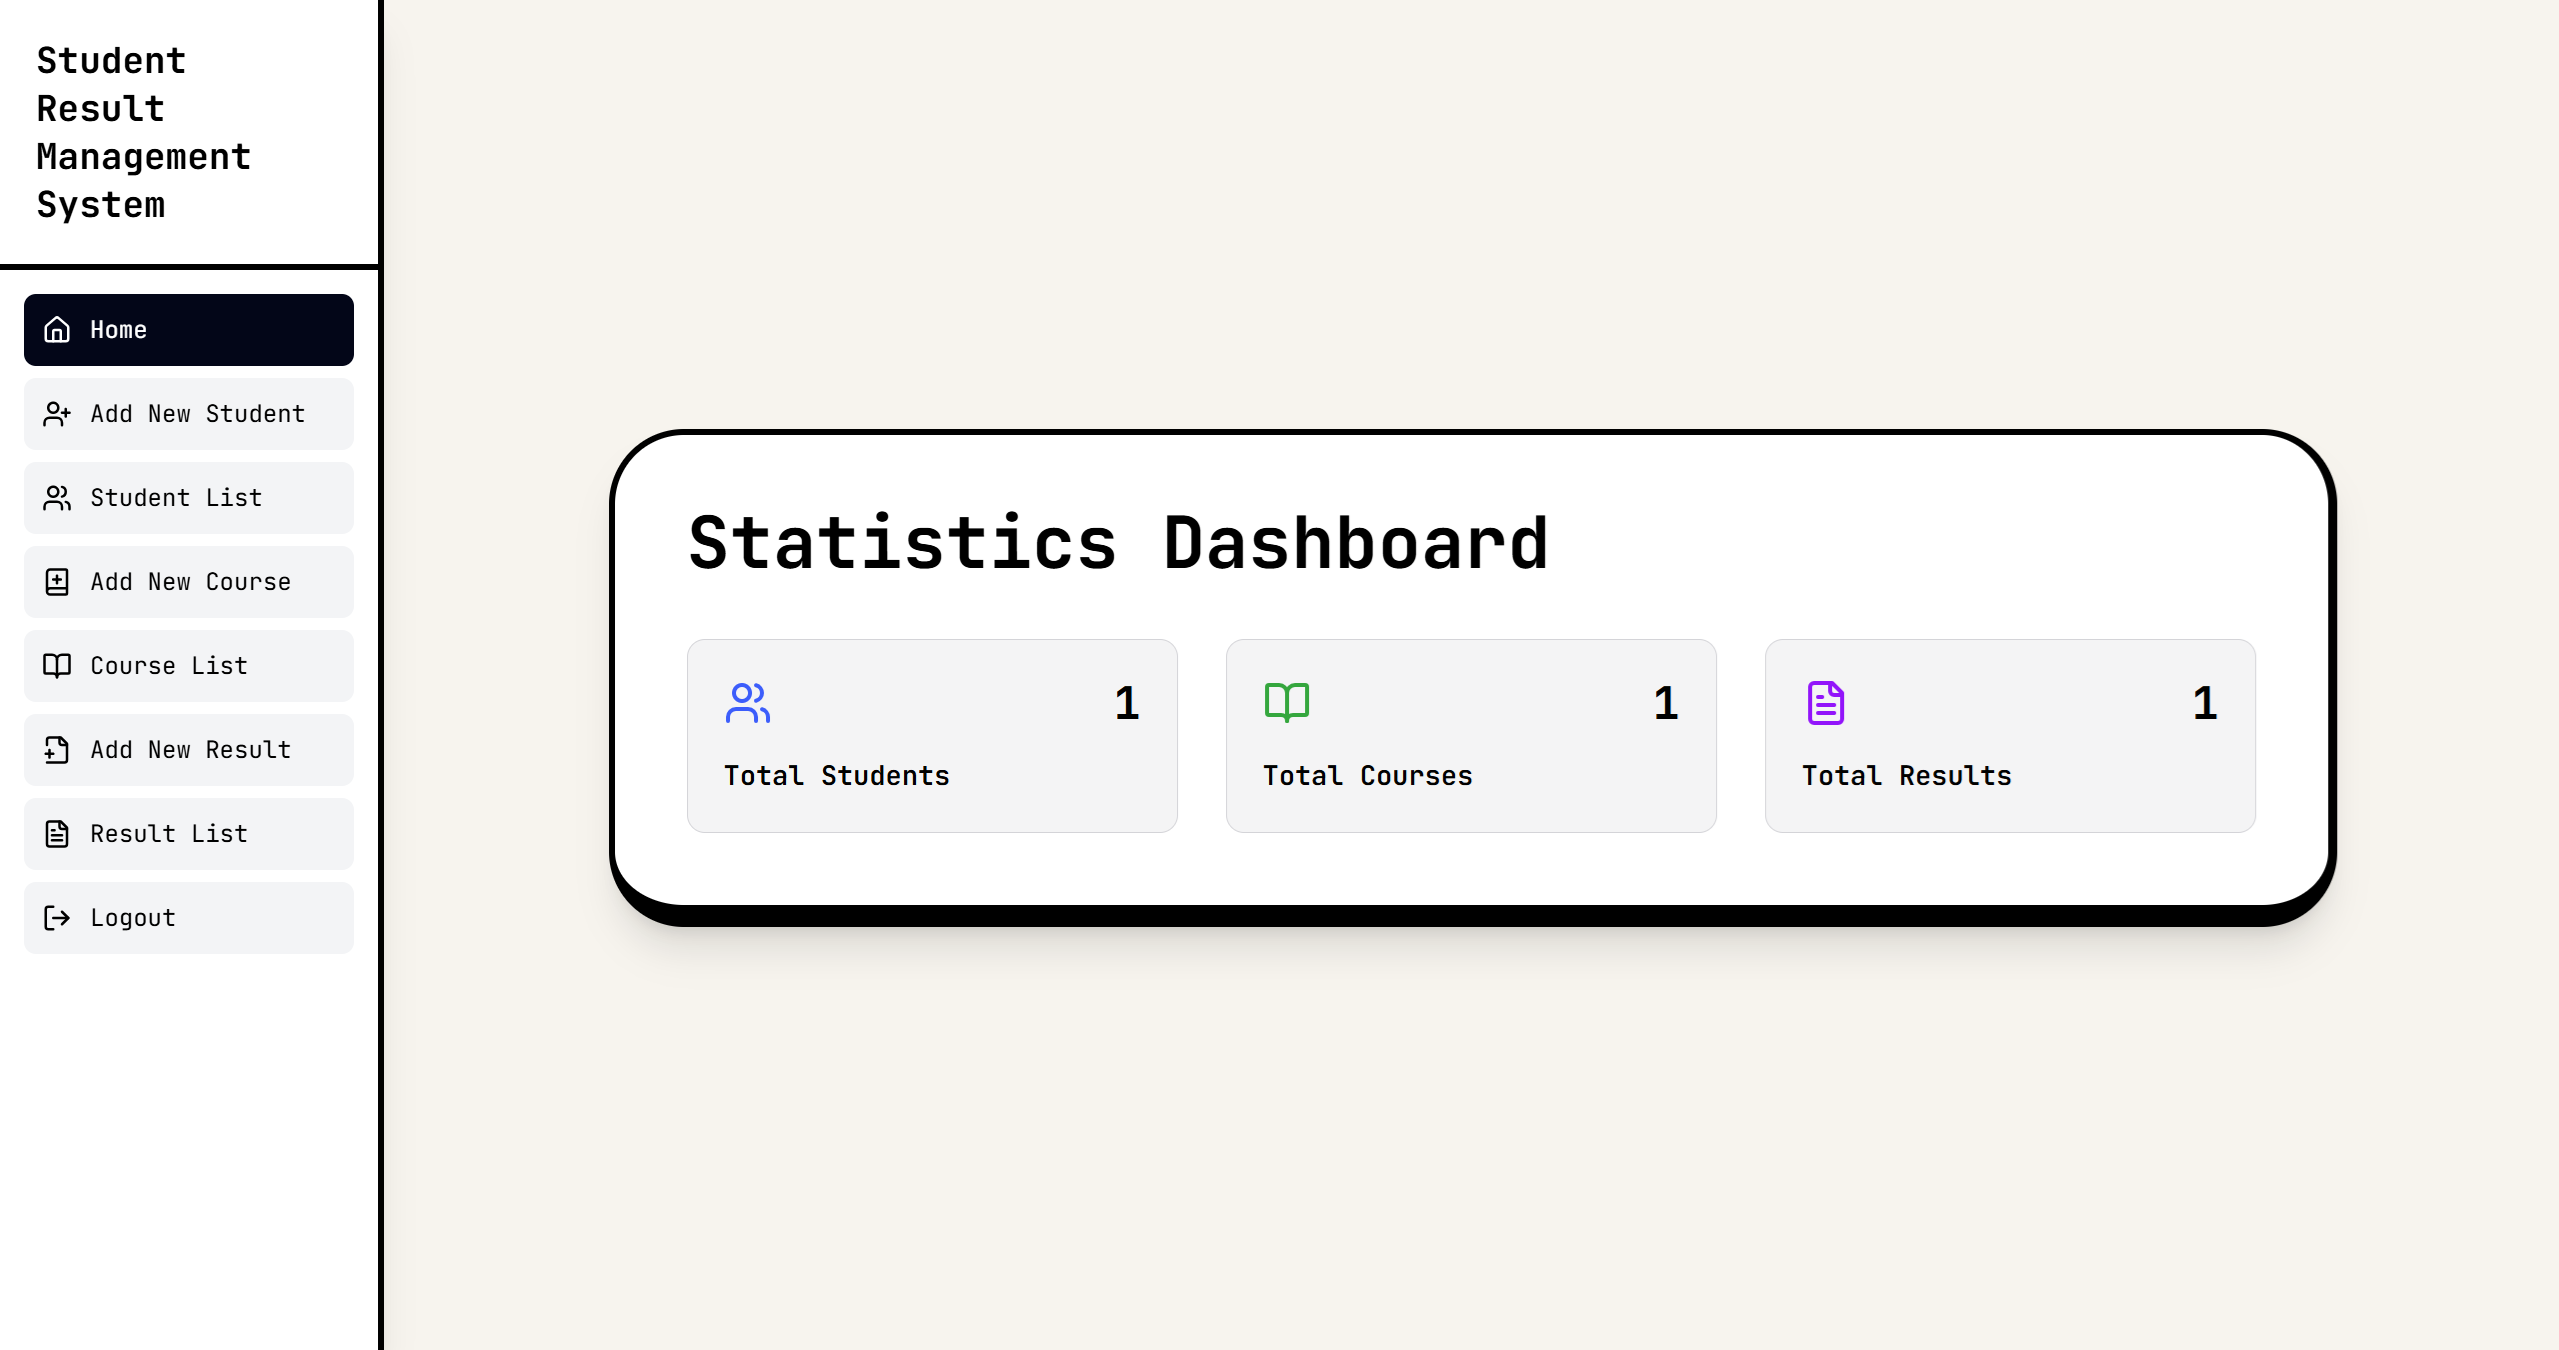 Student
Result
Management
System
Home
Add New Student
Student List
Add New Course
Course List
Add New Result
Result List
Logout
Statistics Dashboard
1
Total Students
1
Total Courses
1
Total Results